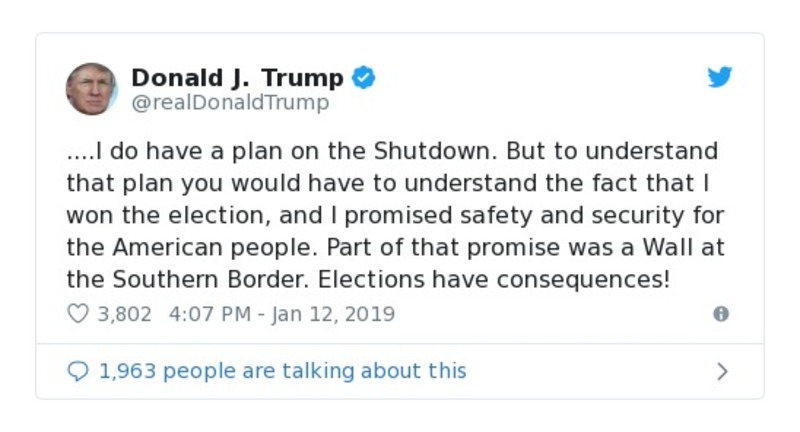 Donald J. Trump
@realDonaldTrump
....I do have a plan on the Shutdown. But to understand
that plan you would have to understand the fact that I
won the election, and I promised safety and security for
the American people. Part of that promise was a Wall at
the Southern Border. Elections have consequences!
3,802 4:07 PM - Jan 12, 2019
1,963 people are talking about this